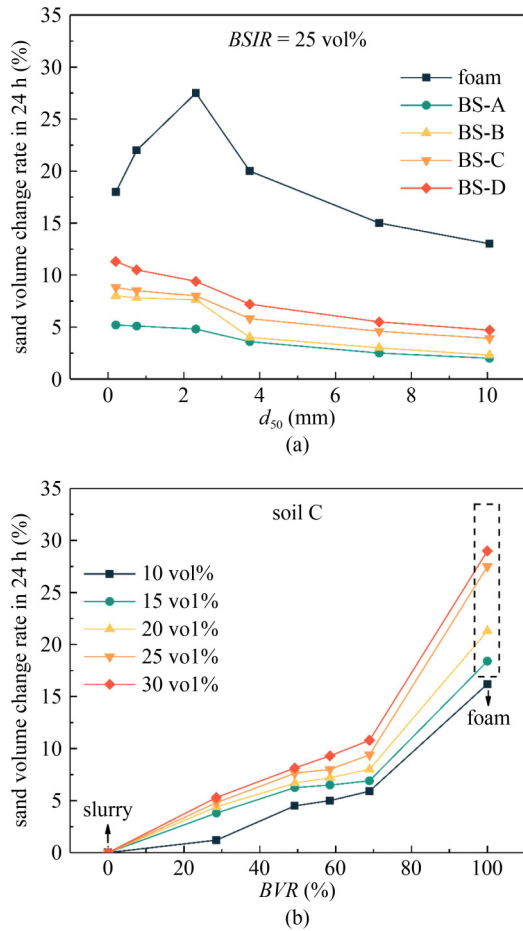 sand volume change rate in 24 h (%)
35
30
25
20
15
10
5
0
BSIR = 25 vol%
foam
BS-A
BS-B
BS-C
BS-D
0 2 4 6 8 10
d50 (mm)
(a)
sand volume change rate in 24 h (%)
35
30
25
20
15
10
5
0
soil C
10 vol%
15 vo1%
20 vo1%
25 vo1%
30 vo1%
slurry
foam
0 20 40 60 80 100
BVR (%)
(b)